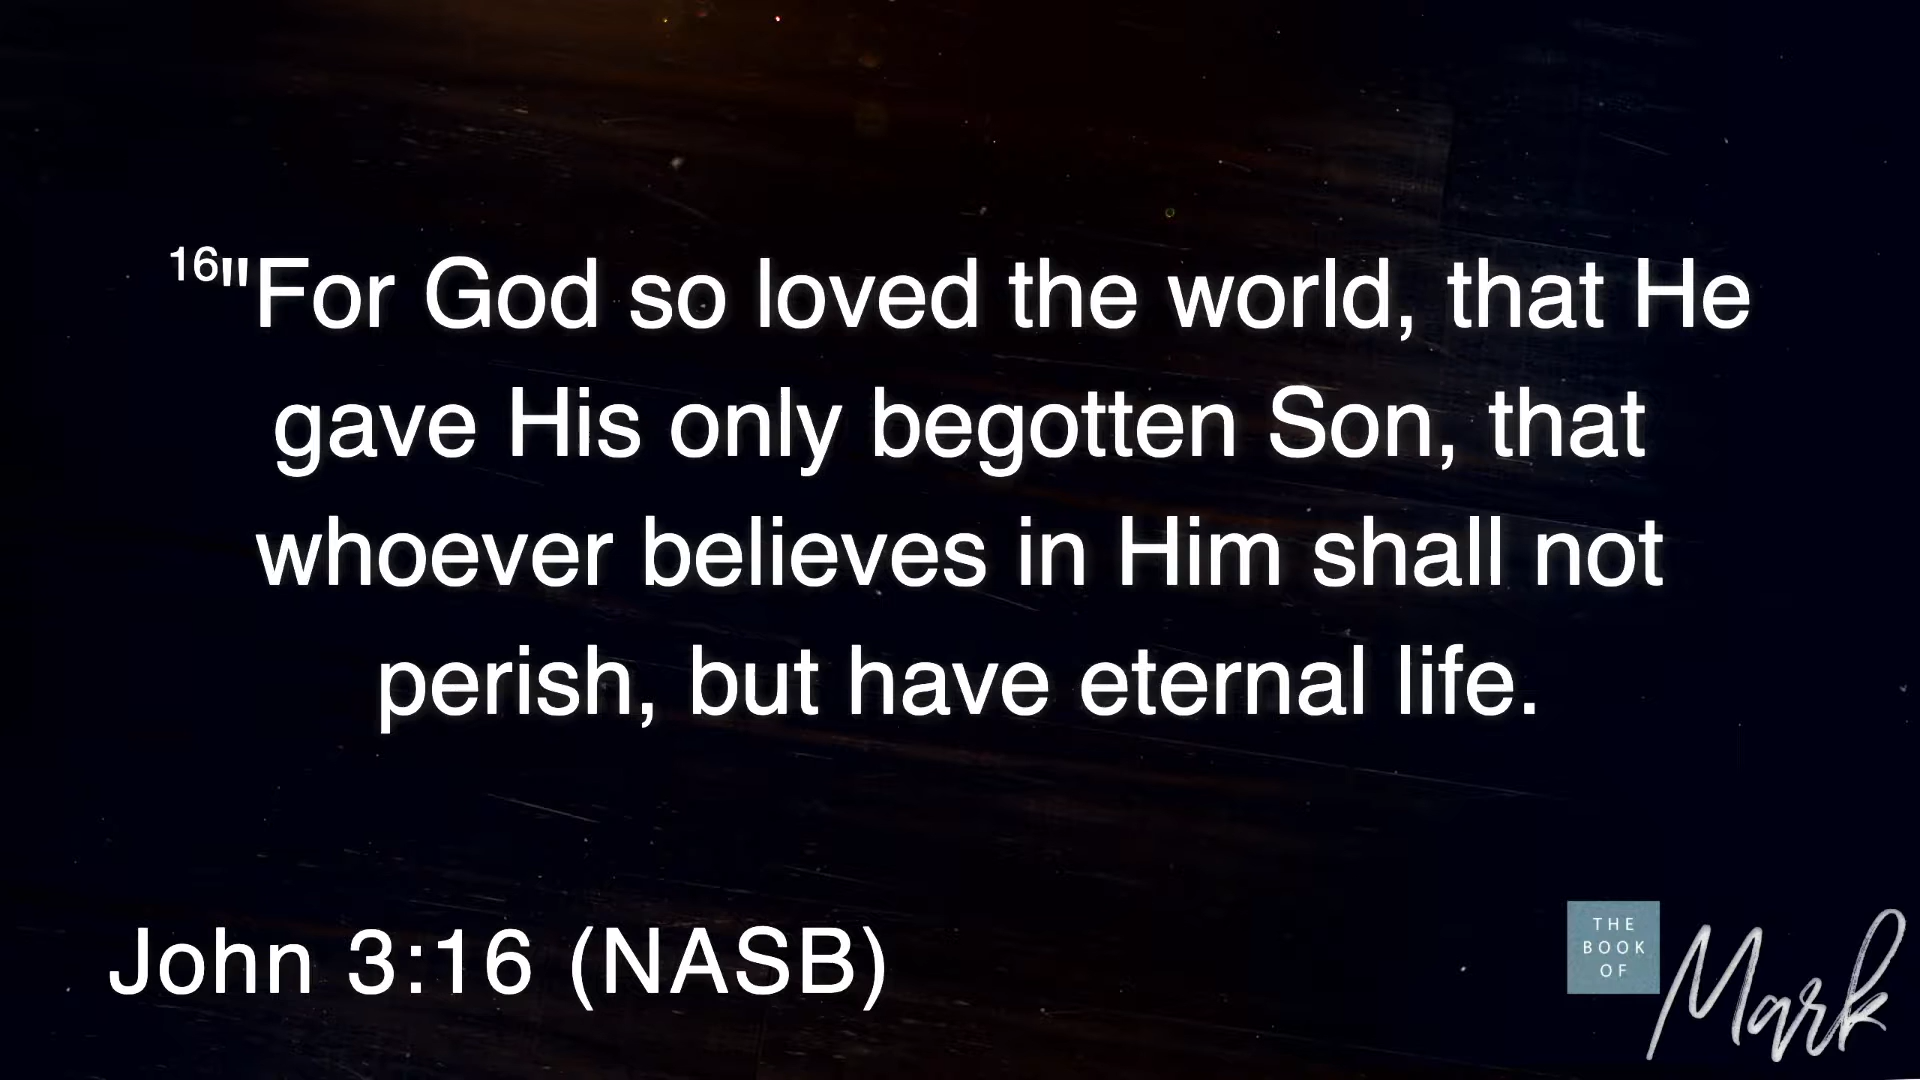 16"For God so loved the world, that He
gave His only begotten Son, that
whoever believes in Him shall not
perish, but have eternal life.
John 3:16 (NASB)
THE
BOOK
OF
Mark